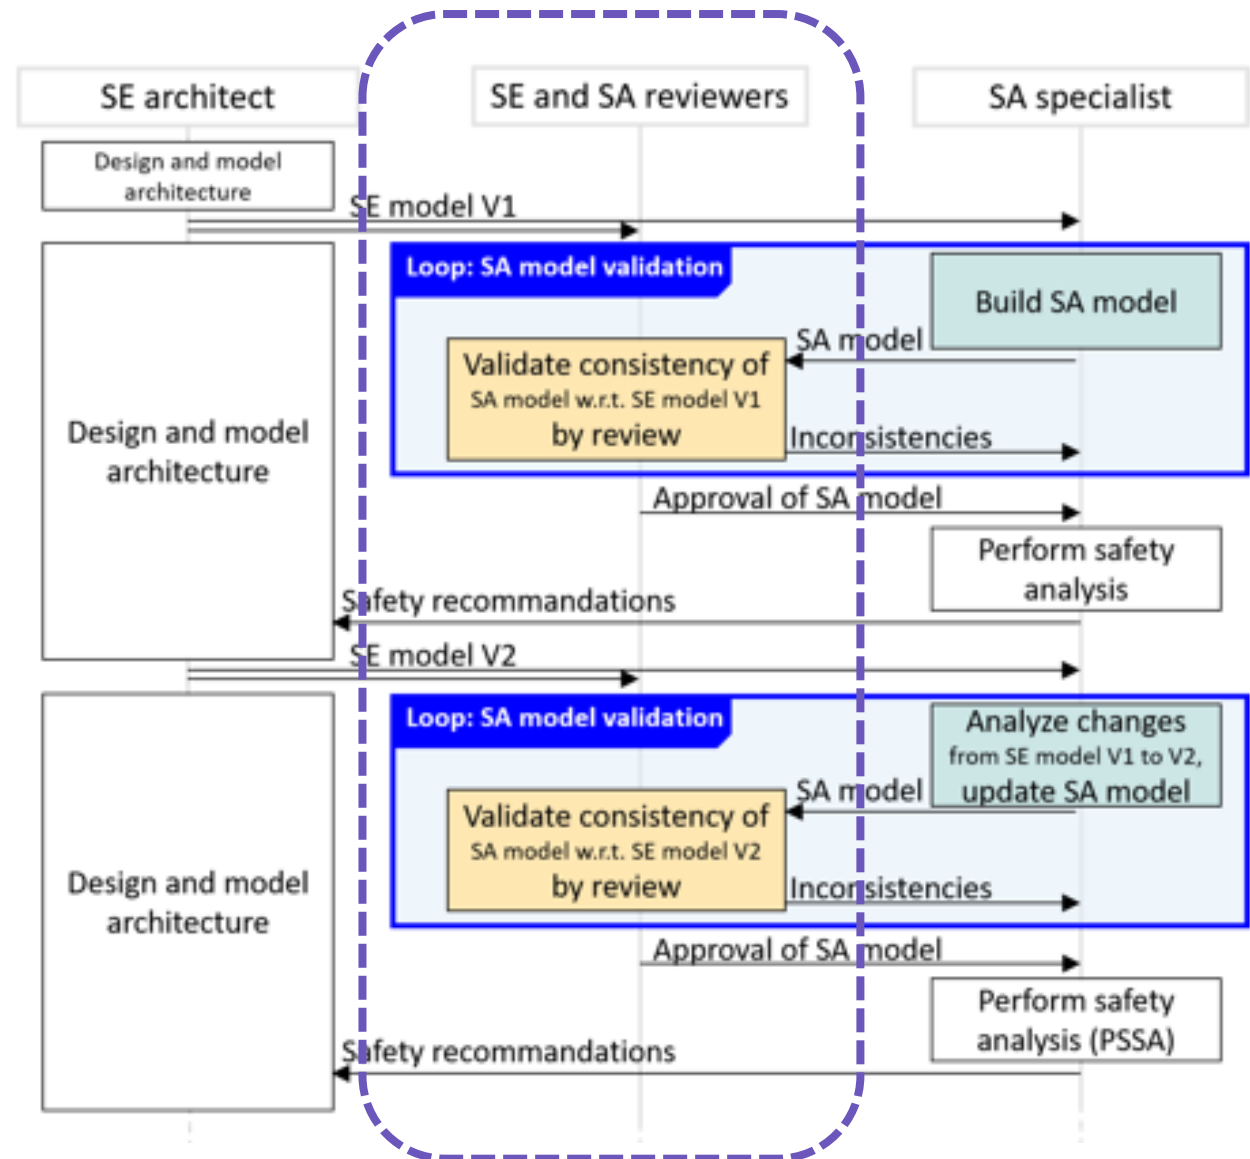 SE architect
SE and SA reviewers
SA specialist
Design and model
architecture
SE model V1
Loop: SA model validation
Build SA model
SA model
Validate consistency of
SA model w.r.t. SE model V1
by review
Inconsistencies
Design and model
architecture
Approval of SA model
Perform safety
analysis
Safety recommandations
SE model V2
Loop: SA model validation
Analyze changes
from SE model V1 to V2,
update SA model
SA model
Validate consistency of
SA model w.r.t. SE model V2
by review
Inconsistencies
Design and model
architecture
Approval of SA model
Perform safety
analysis (PSSA)
Safety recommandations